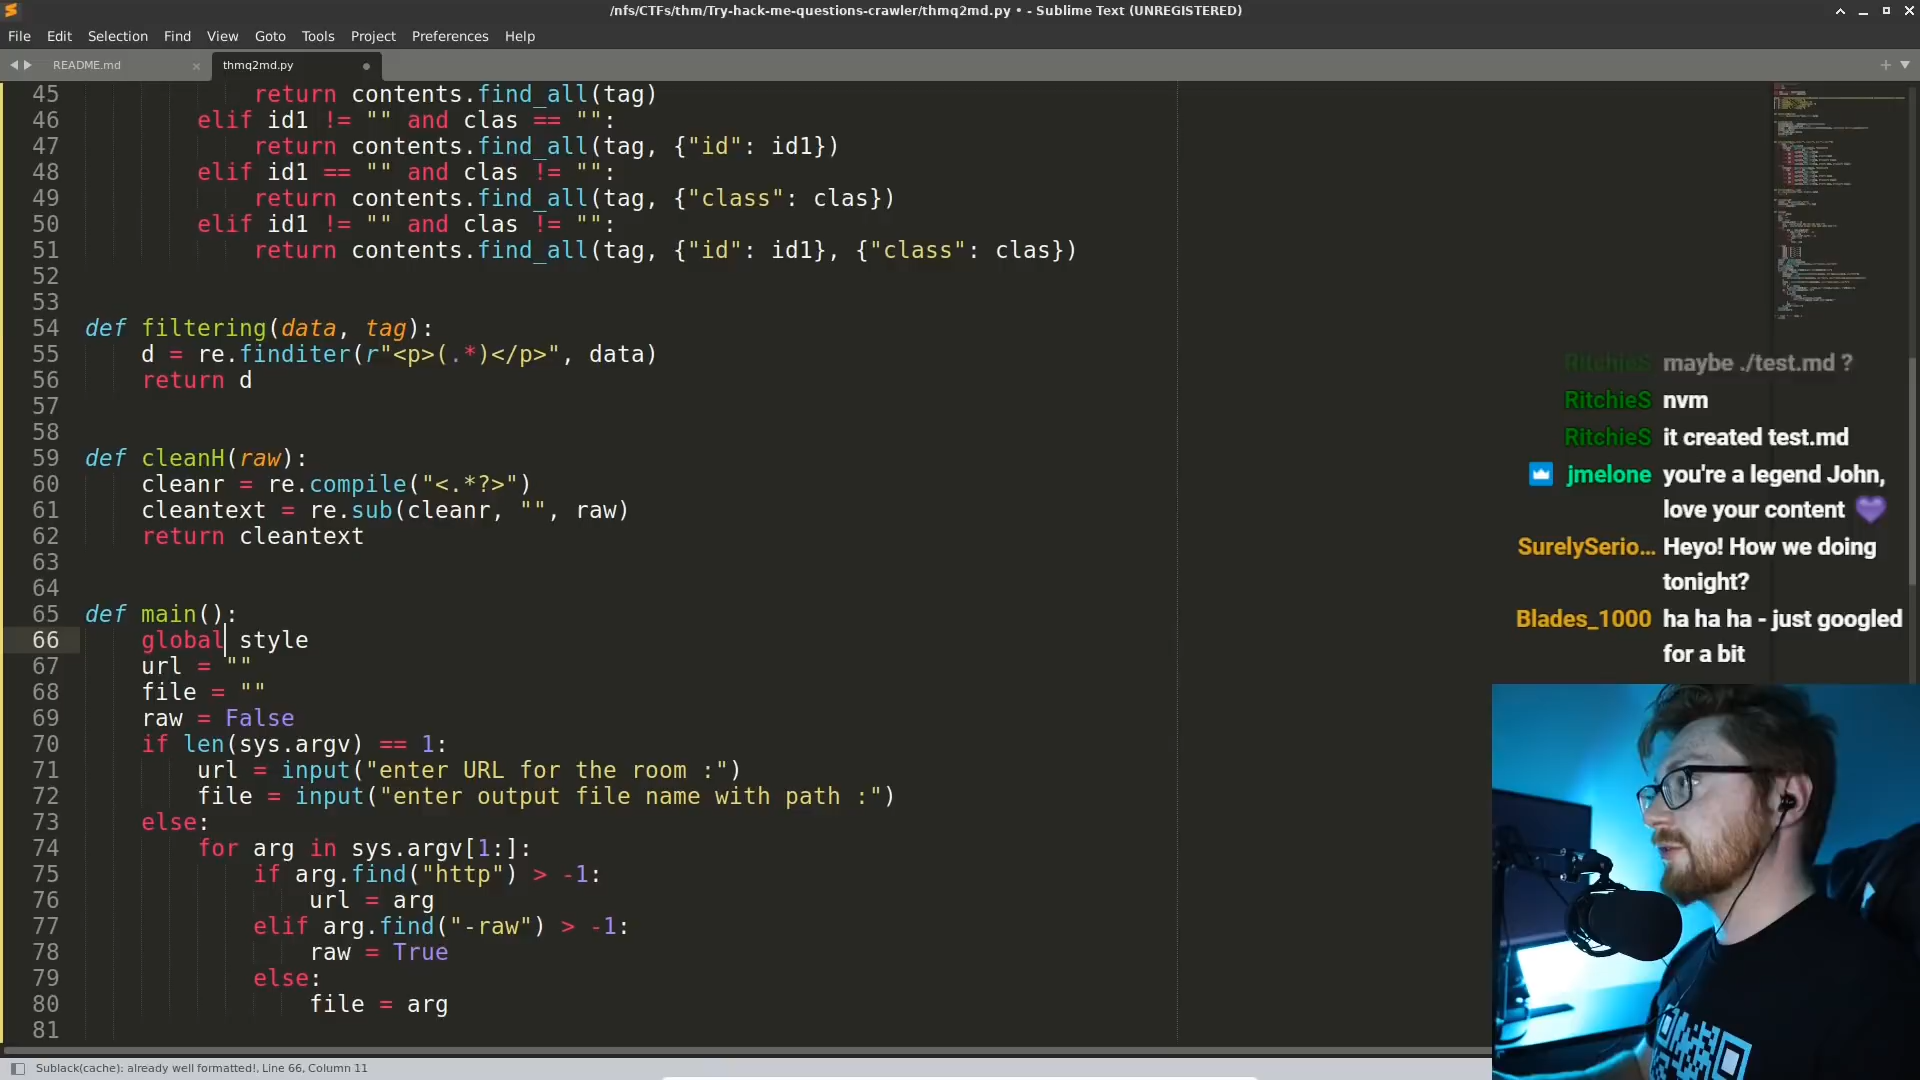 /nfs/CTFs/thm/Try-hack-me-questions-crawler/thmq2md.py • - Sublime Text (UNREGISTERED)
File Edit Selection Find View Goto Tools Project Preferences Help
README.md × thmq2md.py
45 return contents.find_all(tag)
46 elif id1 != "" and clas == "":
47 return contents.find_all(tag, {"id": id1})
48 elif id1 == "" and clas != "":
49 return contents.find_all(tag, {"class": clas})
50 elif id1 != "" and clas != "":
51 return contents.find_all(tag, {"id": id1}, {"class": clas})
52
53
54 def filtering(data, tag):
55 d = re.finditer(r"<p>(.*)</p>", data)
56 return d
57
58
59 def cleanH(raw):
60 cleanr = re.compile("<.*?>")
61 cleantext = re.sub(cleanr, "", raw)
62 return cleantext
63
64
65 def main():
66 global style
67 url = ""
68 file = ""
69 raw = False
70 if len(sys.argv) == 1:
71 url = input("enter URL for the room :")
72 file = input("enter output file name with path :")
73 else:
74 for arg in sys.argv[1:]:
75 if arg.find("http") > -1:
76 url = arg
77 elif arg.find("-raw") > -1:
78 raw = True
79 else:
80 file = arg
81
RitchieS maybe ./test.md ?
RitchieS nvm
RitchieS it created test.md
jmelone you're a legend John,
love your content
SurelySerio... Heyo! How we doing
tonight?
Blades_1000 ha ha ha - just googled
for a bit
Sublack(cache): already well formatted!, Line 66, Column 11